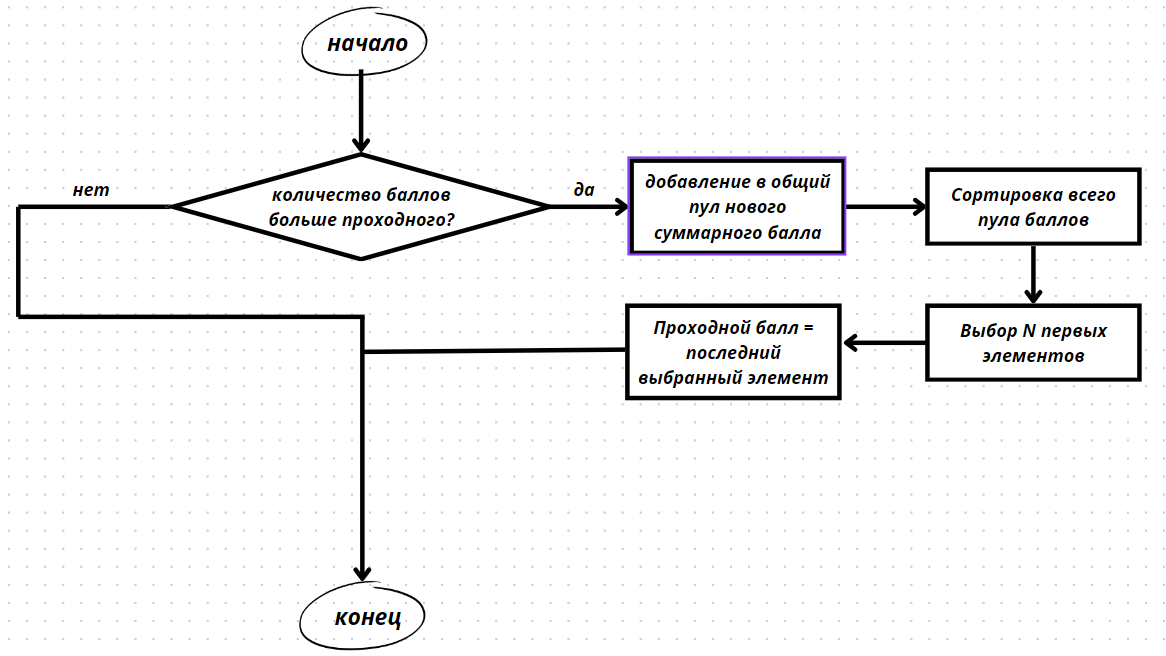 начало
нет
количество баллов
больше проходного?
да
добавление в общий
пул нового
суммарного балла
Сортировка всего
пула баллов
Выбор N первых
элементов
Проходной балл =
последний
выбранный элемент
конец